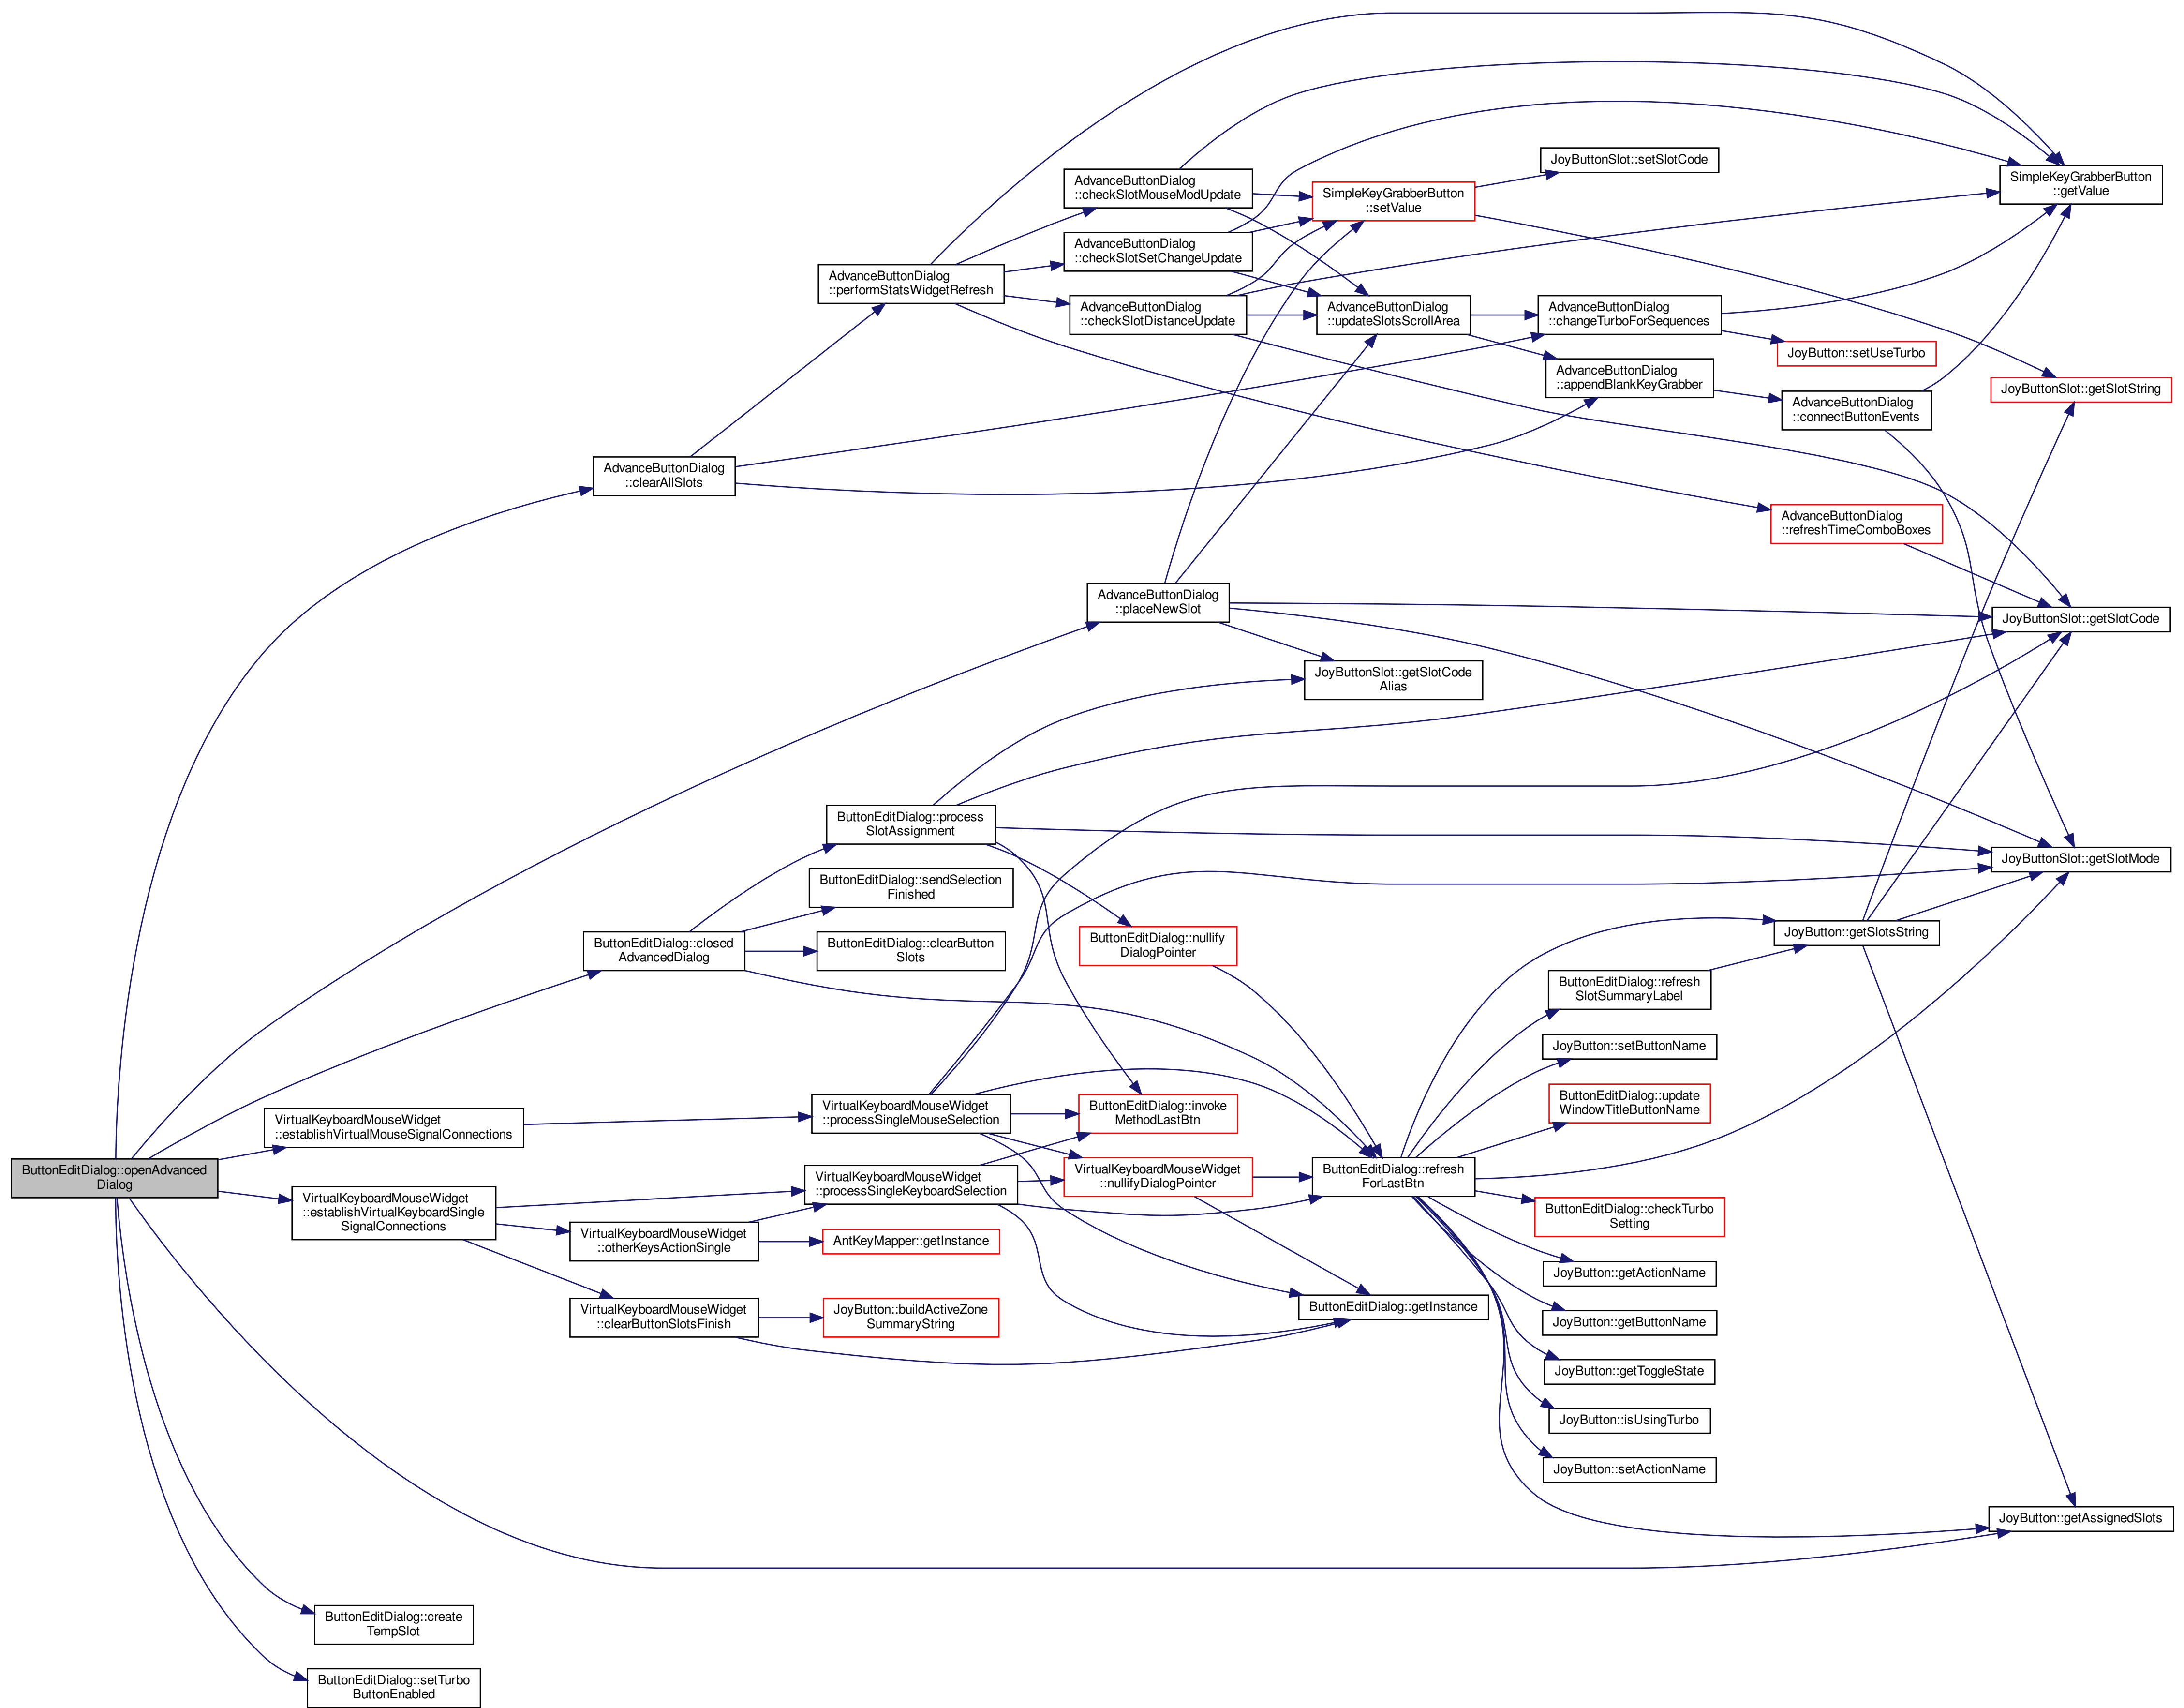 JoyButtonSlot::setSlotCode
SimpleKeyGrabberButton
::getValue
AdvanceButtonDialog
::checkSlotMouseModUpdate
SimpleKeyGrabberButton
::setValue
AdvanceButtonDialog
::checkSlotSetChangeUpdate
AdvanceButtonDialog
::performStatsWidgetRefresh
AdvanceButtonDialog
::checkSlotDistanceUpdate
AdvanceButtonDialog
::updateSlotsScrollArea
AdvanceButtonDialog
::changeTurboForSequences
JoyButton::setUseTurbo
AdvanceButtonDialog
::appendBlankKeyGrabber
JoyButtonSlot::getSlotString
AdvanceButtonDialog
::connectButtonEvents
AdvanceButtonDialog
::clearAllSlots
AdvanceButtonDialog
::refreshTimeComboBoxes
AdvanceButtonDialog
::placeNewSlot
JoyButtonSlot::getSlotCode
JoyButtonSlot::getSlotCode
Alias
ButtonEditDialog::process
SlotAssignment
JoyButtonSlot::getSlotMode
ButtonEditDialog::sendSelection
Finished
ButtonEditDialog::closed
AdvancedDialog
ButtonEditDialog::clearButton
Slots
ButtonEditDialog::nullify
DialogPointer
JoyButton::getSlotsString
ButtonEditDialog::refresh
SlotSummaryLabel
JoyButton::setButtonName
VirtualKeyboardMouseWidget
::establishVirtualMouseSignalConnections
VirtualKeyboardMouseWidget
::processSingleMouseSelection
ButtonEditDialog::invoke
MethodLastBtn
ButtonEditDialog::update
WindowTitleButtonName
ButtonEditDialog::openAdvanced
Dialog
VirtualKeyboardMouseWidget
::processSingleKeyboardSelection
VirtualKeyboardMouseWidget
::nullifyDialogPointer
ButtonEditDialog::refresh
ForLastBtn
VirtualKeyboardMouseWidget
::establishVirtualKeyboardSingle
SignalConnections
ButtonEditDialog::checkTurbo
Setting
VirtualKeyboardMouseWidget
::otherKeysActionSingle
AntKeyMapper::getInstance
JoyButton::getActionName
VirtualKeyboardMouseWidget
::clearButtonSlotsFinish
JoyButton::buildActiveZone
SummaryString
ButtonEditDialog::getInstance
JoyButton::getButtonName
JoyButton::getToggleState
JoyButton::isUsingTurbo
JoyButton::setActionName
JoyButton::getAssignedSlots
ButtonEditDialog::create
TempSlot
ButtonEditDialog::setTurbo
ButtonEnabled